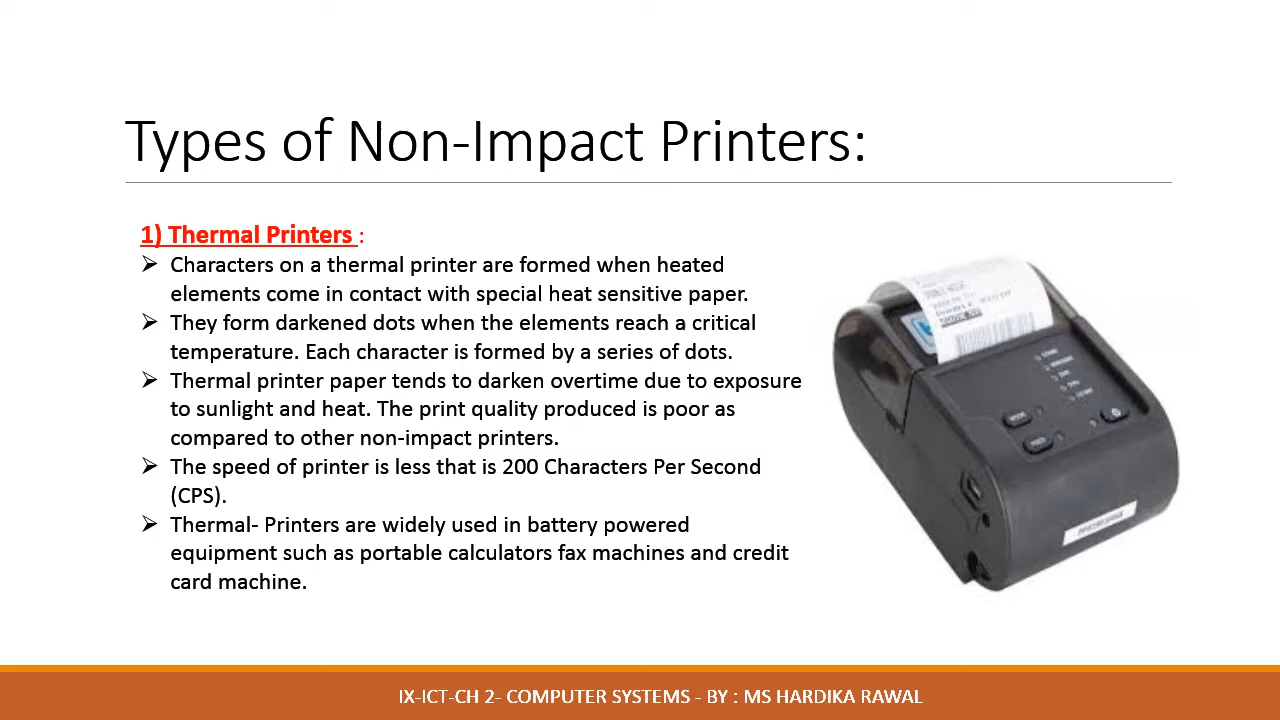 Types of Non-Impact Printers:
1) Thermal Printers :
➢ Characters on a thermal printer are formed when heated
elements come in contact with special heat sensitive paper.
➢ They form darkened dots when the elements reach a critical
temperature. Each character is formed by a series of dots.
➢ Thermal printer paper tends to darken overtime due to exposure
to sunlight and heat. The print quality produced is poor as
compared to other non-impact printers.
➢ The speed of printer is less that is 200 Characters Per Second
(CPS).
➢ Thermal- Printers are widely used in battery powered
equipment such as portable calculators fax machines and credit
card machine.
IX-ICT-CH 2- COMPUTER SYSTEMS - BY : MS HARDIKA RAWAL